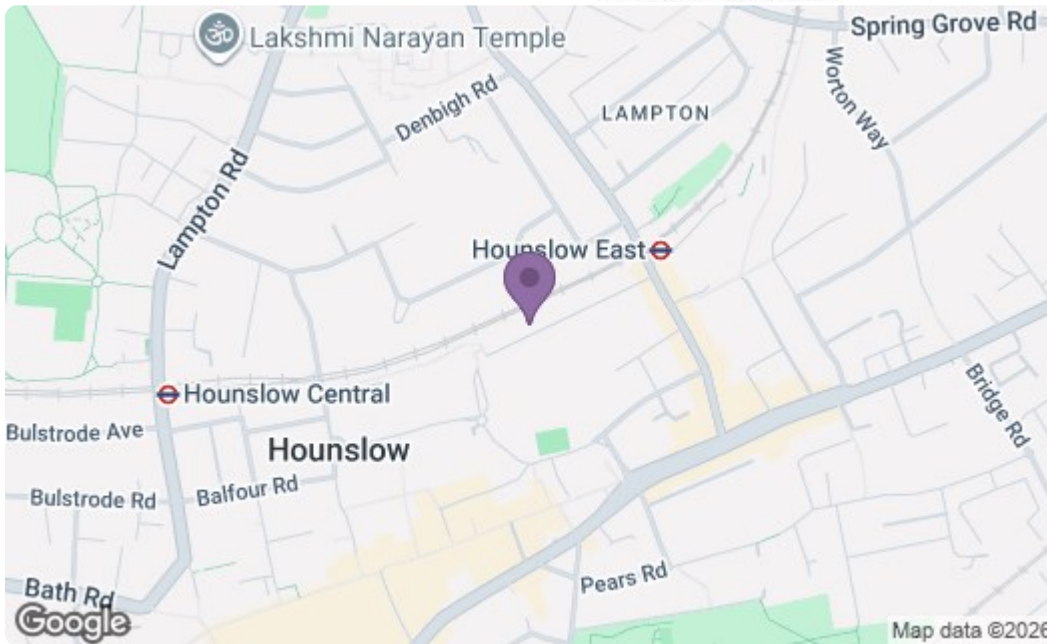 Spring Grove Rd
ॐ
Lakshmi Narayan Temple
Denbigh Rd
LAMPTON
Worton Way
Lampton Rd
Hounslow East
Hounslow Central
Bulstrode Ave
Hounslow
Bridge Rd
Bulstrode Rd
Balfour Rd
Pears Rd
Bath Rd
Google
Map data ©2026